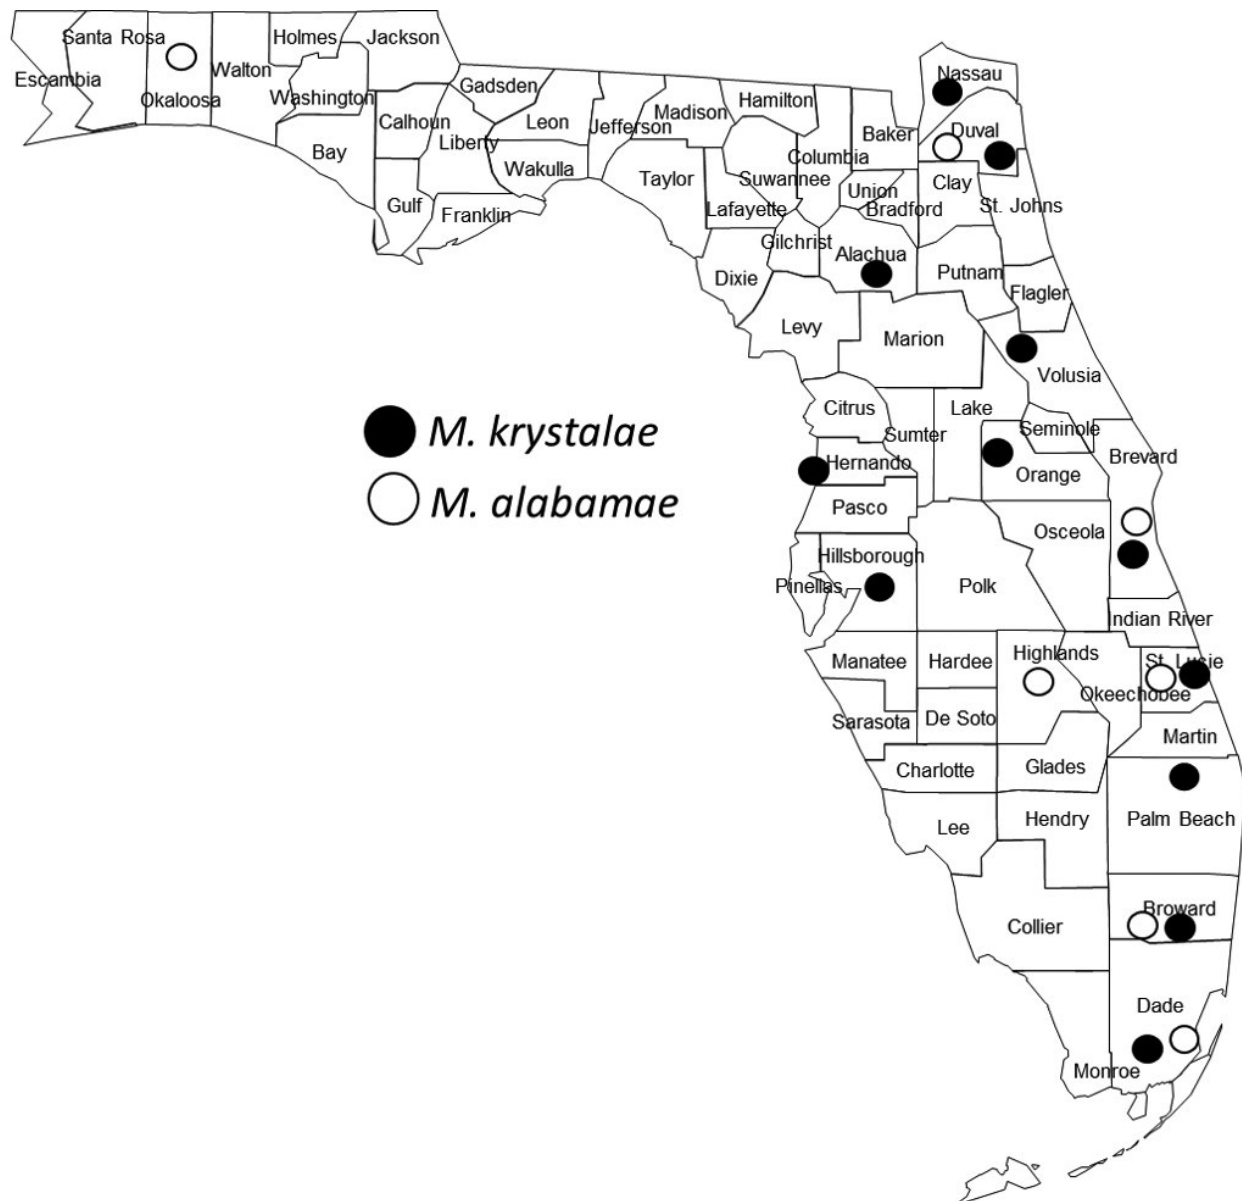 Santa Rosa
Holmes
Jackson
Escambia
Okaloosa
Walton
Washington
Gadsden
Calhoun
Leon
Liberty
Jefferson
Madison
Hamilton
Bay
Wakulla
Gulf
Franklin
Taylor
Lafayette
Suwannee
Columbia
Baker
Nassau
Duval
Union
Bradford
Clay
St. Johns
Gilchrist
Alachua
Dixie
Putnam
Flagler
Levy
Marion
Volusia
Citrus
Lake
Sumter
Seminole
Hernando
Orange
Brevard
M. krystalae
M. alabamae
Pasco
Osceola
Hillsborough
Pinellas
Polk
Indian River
Manatee
Hardee
Highlands
St. Lucie
Okeechobee
Sarasota
De Soto
Martin
Charlotte
Glades
Lee
Hendry
Palm Beach
Broward
Collier
Dade
Monroe